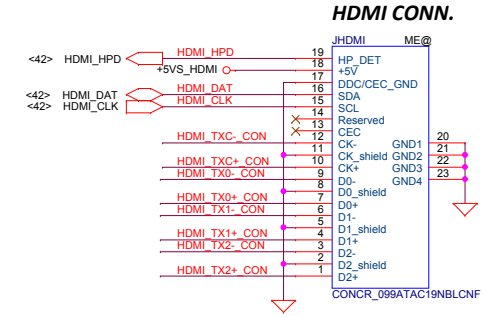 HDMI CONN.
JHDMI ME@
<42> HDMI_HPD HDMI_HPD 19 HP_DET
+5VS_HDMI 18 +5V
17 DDC/CEC_GND
<42> HDMI_DAT HDMI_DAT 16 SDA
<42> HDMI_CLK HDMI_CLK 15 SCL
14 Reserved
13 CEC
HDMI_TXC-_CON 12 CK- GND1 20
11 CK_shield GND2 21
HDMI_TXC+_CON 10 CK+ GND3 22
HDMI_TX0-_CON 9 D0- GND4 23
8 D0_shield
HDMI_TX0+_CON 7 D0+
HDMI_TX1-_CON 6 D1-
5 D1_shield
HDMI_TX1+_CON 4 D1+
HDMI_TX2-_CON 3 D2-
2 D2_shield
HDMI_TX2+_CON 1 D2+
CONCR_099ATAC19NBLCNF